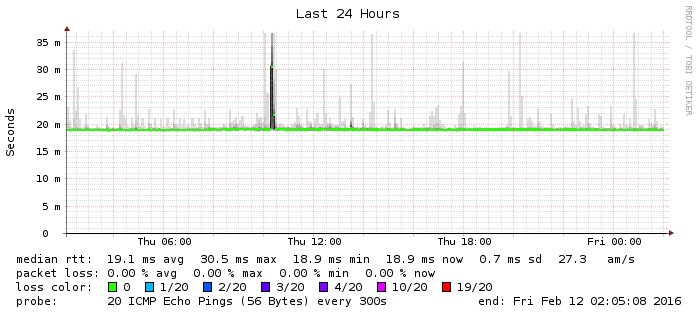 Last 24 Hours
RRDTOOL / TOBI OETIKER
Seconds
35 m
30 m
25 m
20 m
15 m
10 m
5 m
0
Thu 06:00 Thu 12:00 Thu 18:00 Fri 00:00
median rtt: 19.1 ms avg 30.5 ms max 18.9 ms min 18.9 ms now 0.7 ms sd 27.3 am/s
packet loss: 0.00 % avg 0.00 % max 0.00 % min 0.00 % now
loss color: 0 1/20 2/20 3/20 4/20 10/20 19/20
probe: 20 ICMP Echo Pings (56 Bytes) every 300s end: Fri Feb 12 02:05:08 2016